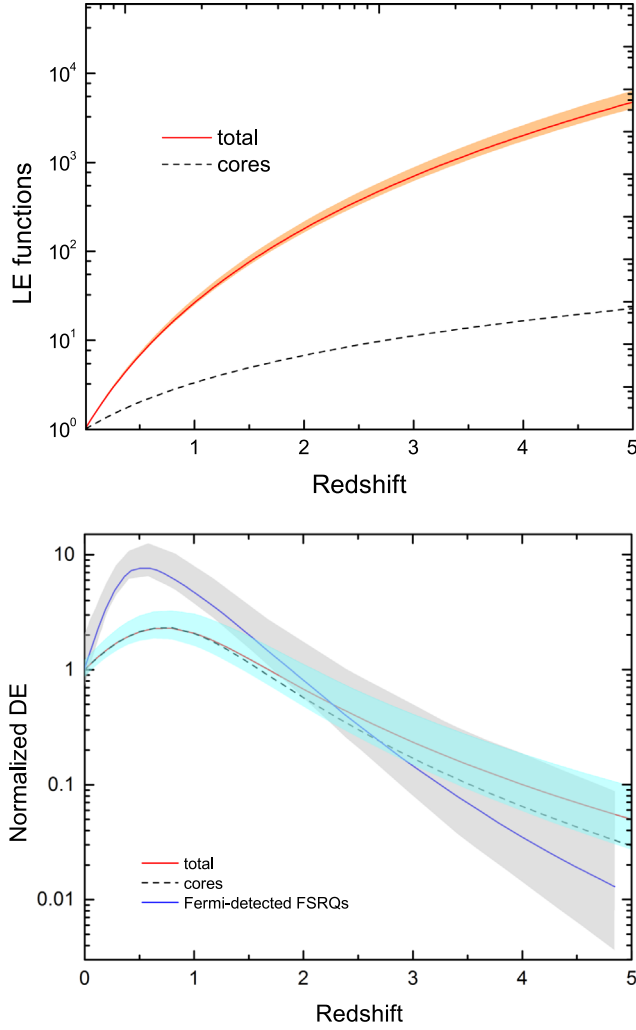 10^4
10^3
10^2
10^1
10^0
LE functions
total
cores
0 1 2 3 4 5
Redshift
10
1
0.1
0.01
Normalized DE
total
cores
Fermi-detected FSRQs
0 1 2 3 4 5
Redshift